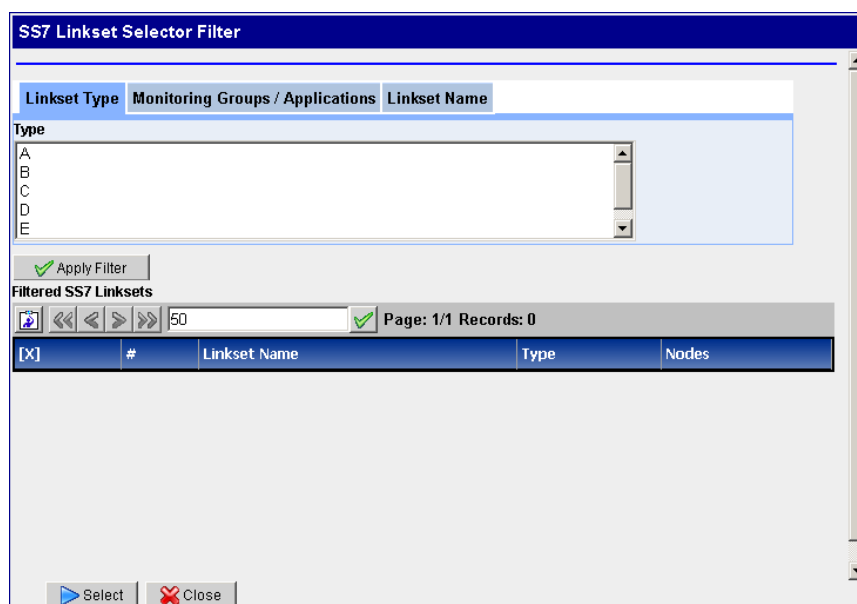 SS7 Linkset Selector Filter
Linkset Type Monitoring Groups / Applications Linkset Name
Type
A
B
C
D
E
Apply Filter
Filtered SS7 Linksets
50 Page: 1/1 Records: 0
[X] # Linkset Name Type Nodes
Select Close